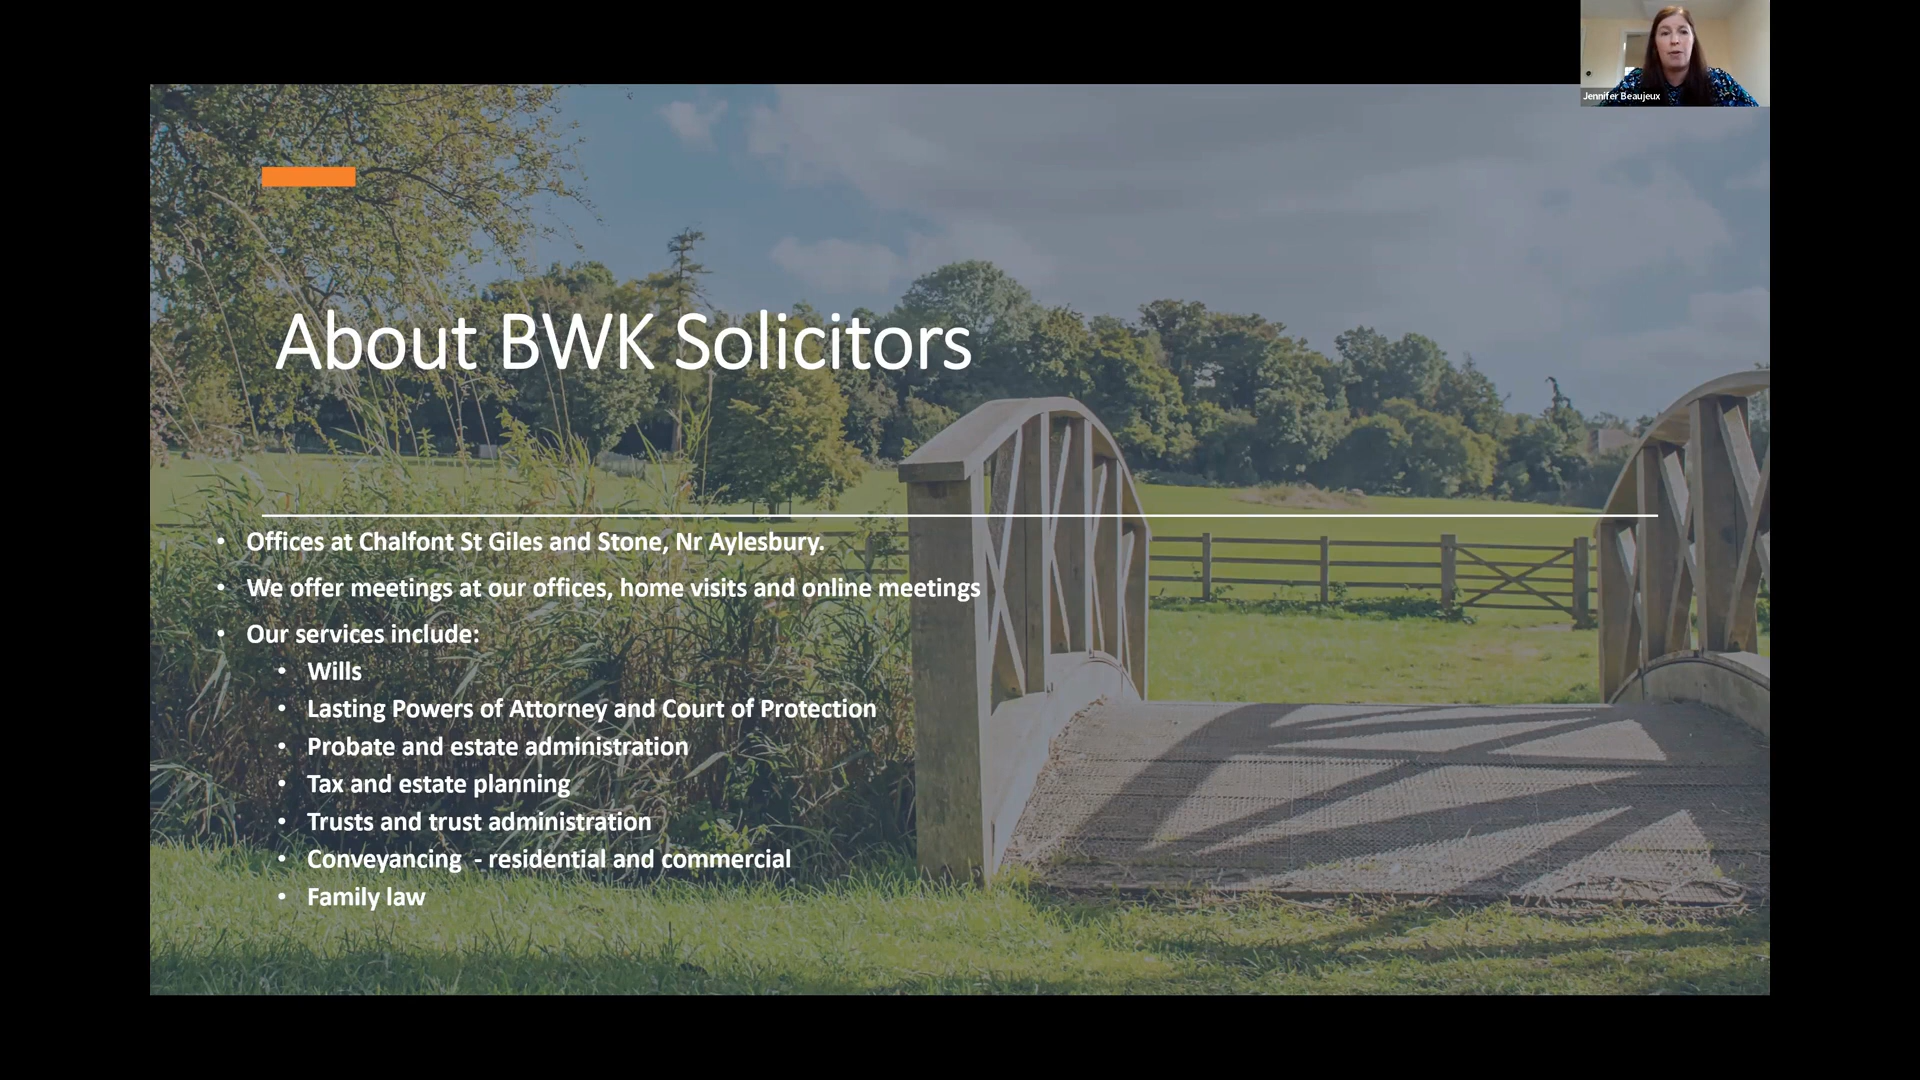 Jennifer Beaujeux
About BWK Solicitors
• Offices at Chalfont St Giles and Stone, Nr Aylesbury.
• We offer meetings at our offices, home visits and online meetings
• Our services include:
• Wills
• Lasting Powers of Attorney and Court of Protection
• Probate and estate administration
• Tax and estate planning
• Trusts and trust administration
• Conveyancing  - residential and commercial
• Family law